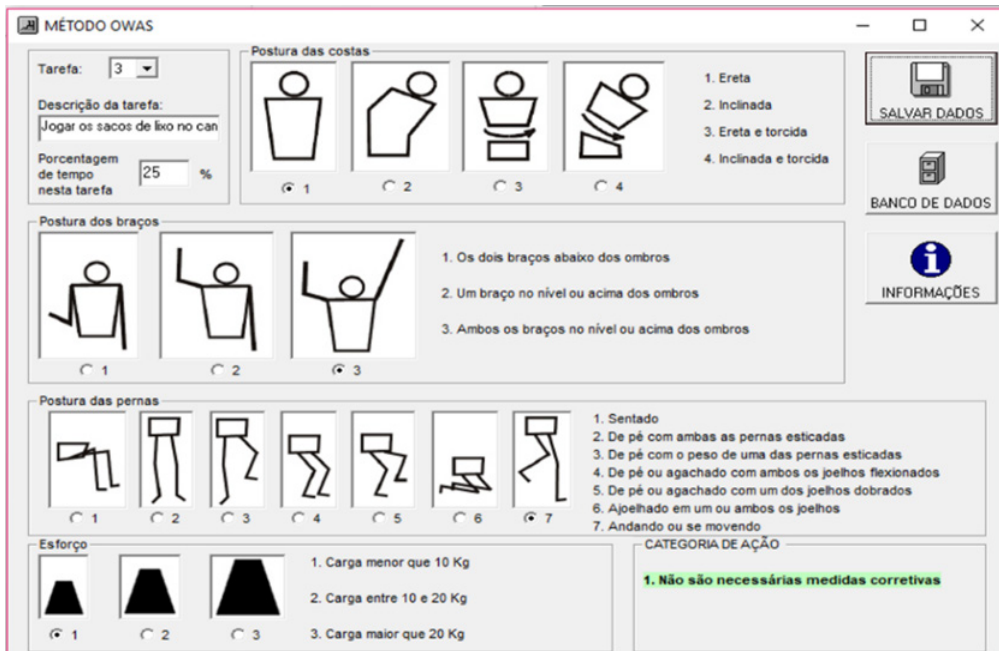 MÉTODO OWAS
Tarefa: 3
Descrição da tarefa:
Jogar os sacos de lixo no can
Porcentagem
de tempo
nesta tarefa
25 %
Postura das costas
1 2 3 4
1. Ereta
2. Inclinada
3. Ereta e torcida
4. Inclinada e torcida
SALVAR DADOS
BANCO DE DADOS
INFORMAÇÕES
Postura dos braços
1 2 3
1. Os dois braços abaixo dos ombros
2. Um braço no nível ou acima dos ombros
3. Ambos os braços no nível ou acima dos ombros
Postura das pernas
1 2 3 4 5 6 7
1. Sentado
2. De pé com ambas as pernas esticadas
3. De pé com o peso de uma das pernas esticadas
4. De pé ou agachado com ambos os joelhos flexionados
5. De pé ou agachado com um dos joelhos dobrados
6. Ajoelhado em um ou ambos os joelhos
7. Andando ou se movendo
Esforço
1 2 3
1. Carga menor que 10 Kg
2. Carga entre 10 e 20 Kg
3. Carga maior que 20 Kg
CATEGORIA DE AÇÃO
1. Não são necessárias medidas corretivas